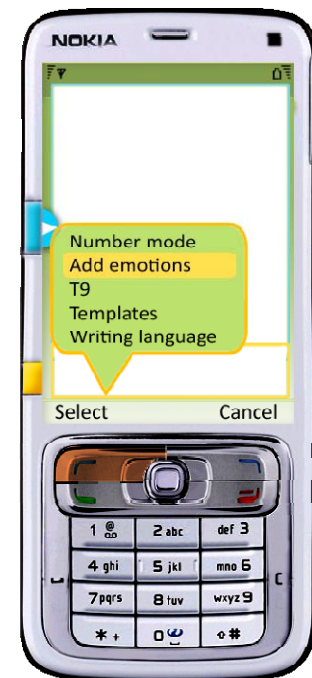 NOKIA
Number mode
Add emotions
T9
Templates
Writing language
Select Cancel
1 @ 2 abc def 3
4 ghi 5 jkl mno 6
7pqrs 8 tuv wxyz 9
* + 0 #